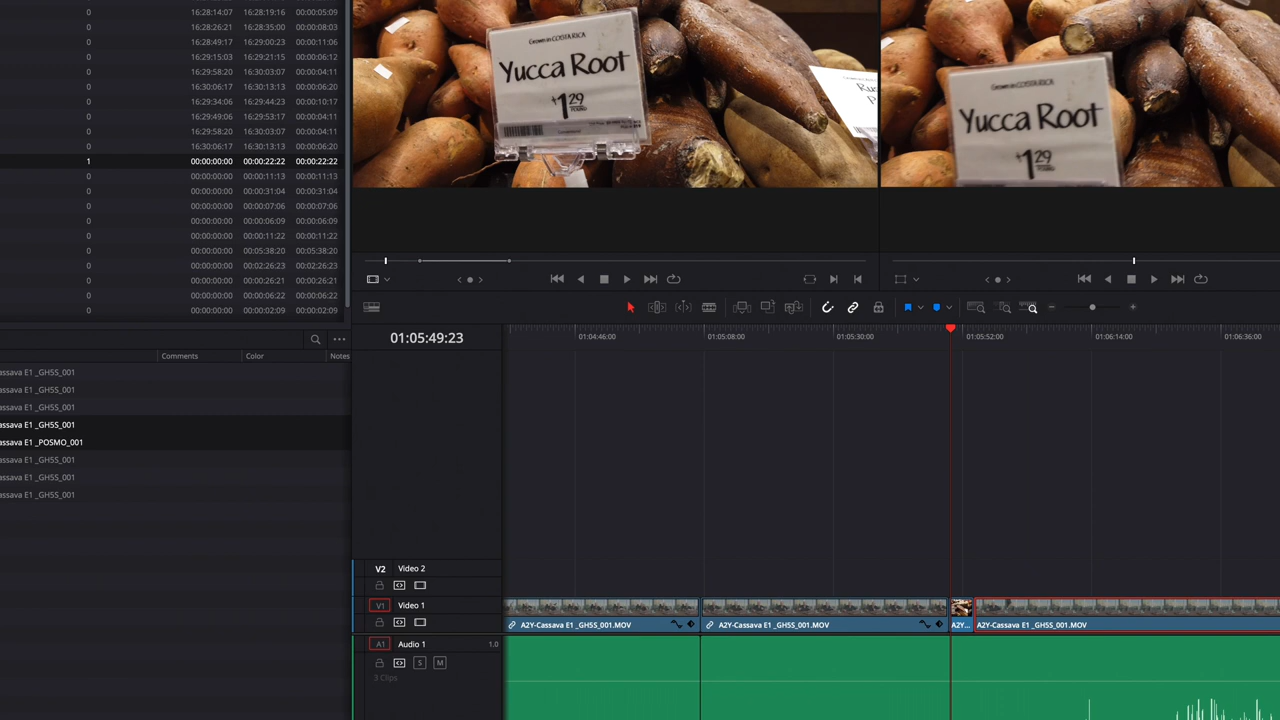 0 16:28:14:07 16:28:19:16 00:00:05:09
0 16:28:26:21 16:28:35:00 00:00:08:03
0 16:28:49:17 16:29:00:23 00:00:11:06
0 16:29:15:03 16:29:21:15 00:00:06:12
0 16:29:58:20 16:30:03:07 00:00:04:11
0 16:30:06:17 16:30:13:13 00:00:06:20
0 16:29:34:06 16:29:44:23 00:00:10:17
0 16:29:49:06 16:29:53:17 00:00:04:11
0 16:29:58:20 16:30:03:07 00:00:04:11
0 16:30:06:17 16:30:13:13 00:00:06:20
1 00:00:00:00 00:00:22:22 00:00:22:22
0 00:00:00:00 00:00:11:13 00:00:11:13
0 00:00:00:00 00:00:31:04 00:00:31:04
0 00:00:00:00 00:00:07:06 00:00:07:06
0 00:00:00:00 00:00:06:09 00:00:06:09
0 00:00:00:00 00:00:11:22 00:00:11:22
0 00:00:00:00 00:05:38:20 00:05:38:20
0 00:00:00:00 00:02:26:23 00:02:26:23
0 00:00:00:00 00:00:26:21 00:00:26:21
0 00:00:00:00 00:00:06:22 00:00:06:22
0 00:00:00:00 00:00:02:09 00:00:02:09
Grown in COSTA RICA
Yucca Root
$1 29
POUND
Grown in COSTA RICA
Yucca Root
$1 29
POUND
Comments Color Notes
assava E1 _GH5S_001
assava E1 _GH5S_001
assava E1 _GH5S_001
assava E1 _GH5S_001
assava E1 _POSMO_001
assava E1 _GH5S_001
assava E1 _GH5S_001
assava E1 _GH5S_001
01:05:49:23
01:04:46:00 01:05:08:00 01:05:30:00 01:05:52:00 01:06:14:00 01:06:36:00
V2 Video 2
V1 Video 1
A2Y-Cassava E1 _GH5S_001.MOV A2Y-Cassava E1 _GH5S_001.MOV A2Y... A2Y-Cassava E1 _GH5S_001.MOV
A1 Audio 1 1.0
S M
3 Clips